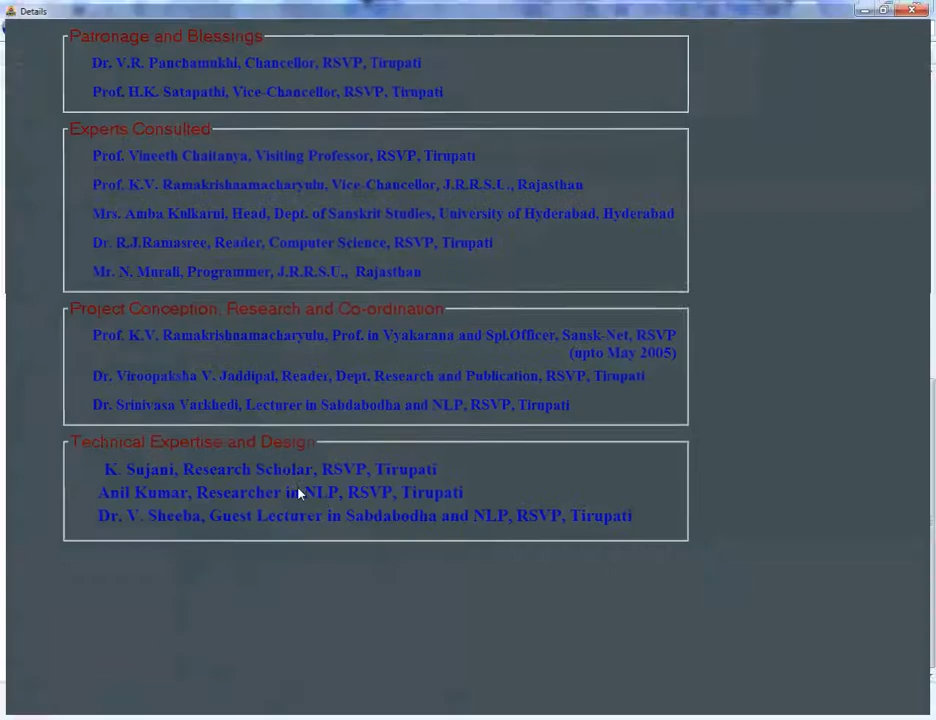 Details
Patronage and Blessings
Dr. V.R. Panchamukhi, Chancellor, RSVP, Tirupati
Prof. H.K. Satapathi, Vice-Chancellor, RSVP, Tirupati
Experts Consulted
Prof. Vineeth Chaitanya, Visiting Professor, RSVP, Tirupati
Prof. K.V. Ramakrishaamacharyulu, Vice-Chancellor, J.R.R.S.U., Rajasthan
Mrs. Amba Kulkarni, Head, Dept. of Sanskrit Studies, University of Hyderabad, Hyderabad
Dr. R.J.Ramasree, Reader, Computer Science, RSVP, Tirupati
Mr. N. Murali, Programmer, J.R.R.S.U., Rajasthan
Project Conception, Research and Co-ordination
Prof. K.V. Ramakrishnamacharyulu, Prof. in Vyakarana and Spl.Officer, Sansk-Net, RSVP
(upto May 2005)
Dr. Viroopaksha V. Jaddipal, Reader, Dept. Research and Publication, RSVP, Tirupati
Dr. Srinivasa Varkhedi, Lecturer in Sabdabodha and NLP, RSVP, Tirupati
Technical Expertise and Design
K. Sujani, Research Scholar, RSVP, Tirupati
Anil Kumar, Researcher in NLP, RSVP, Tirupati
Dr. V. Sheeba, Guest Lecturer in Sabdabodha and NLP, RSVP, Tirupati